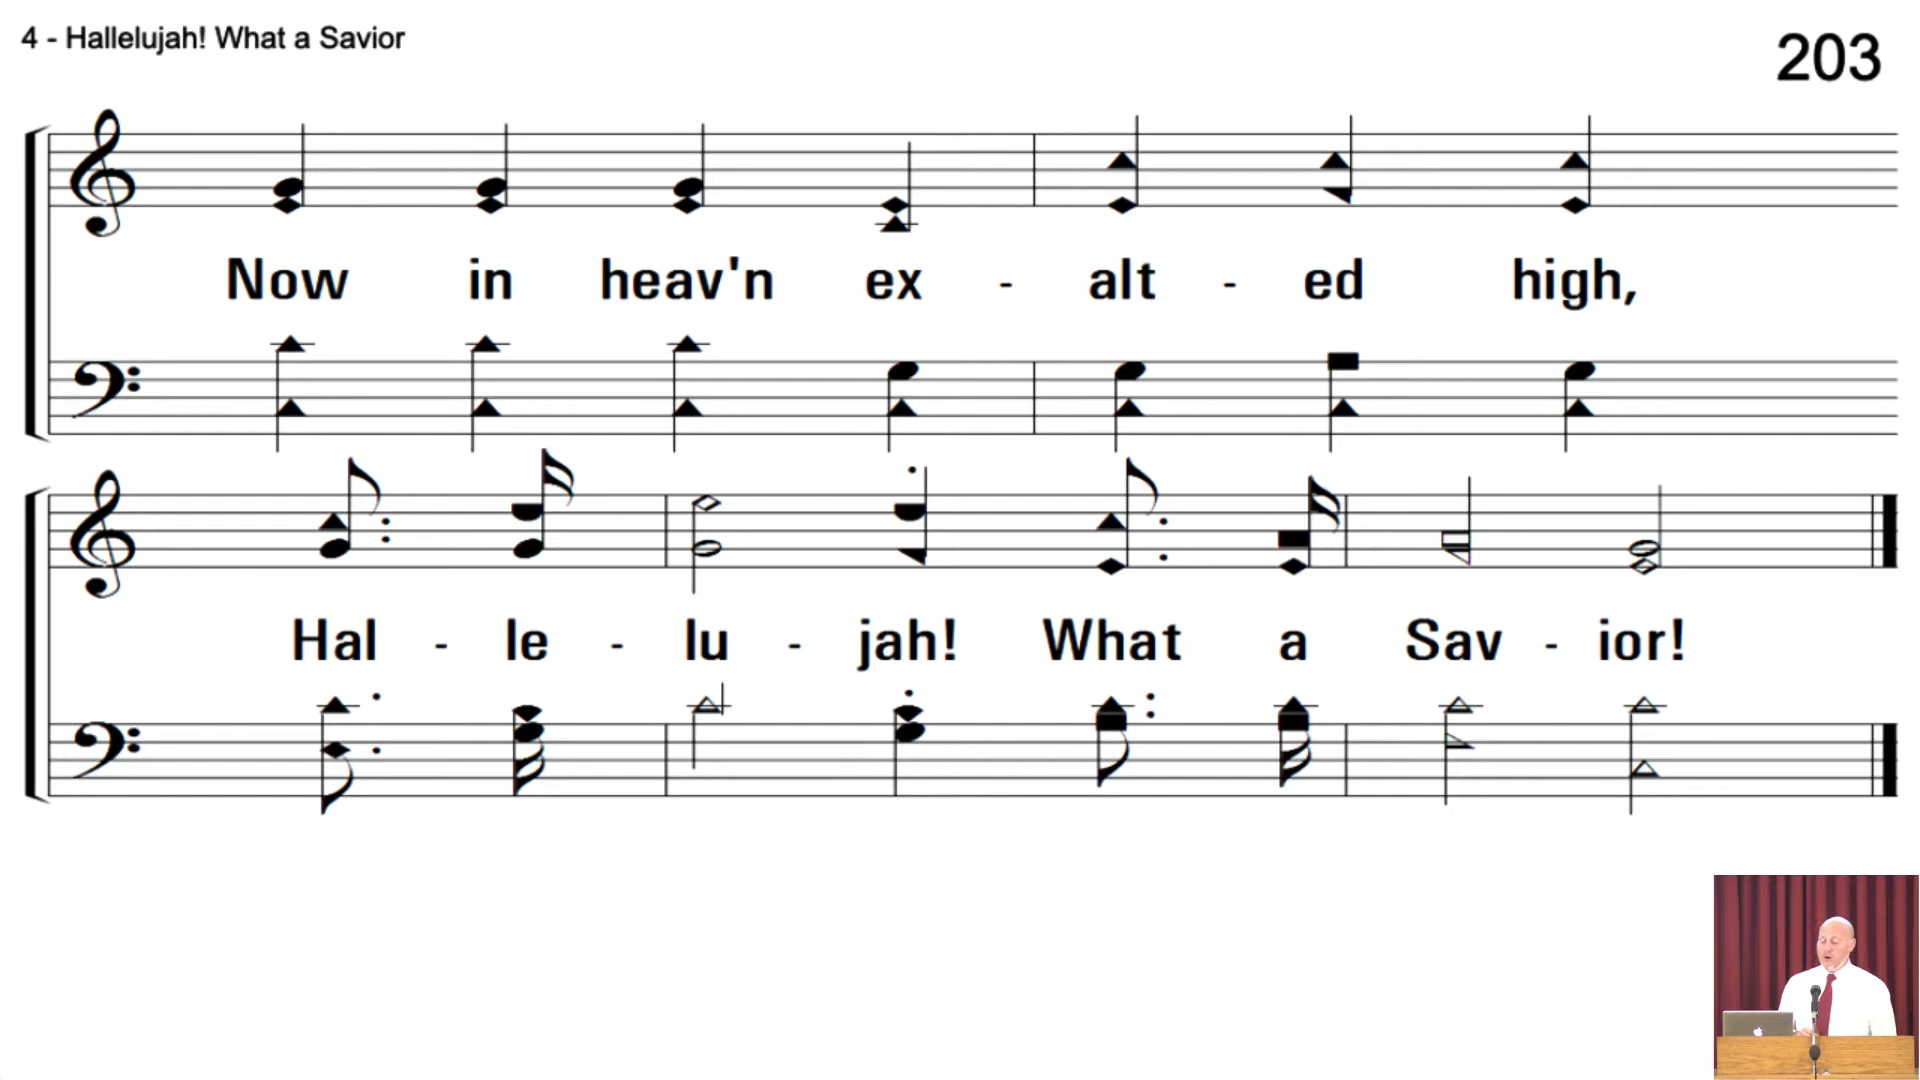 4 - Hallelujah! What a Savior
203
Now in heav'n ex - alt - ed high,
Hal - le - lu - jah! What a Sav - ior!